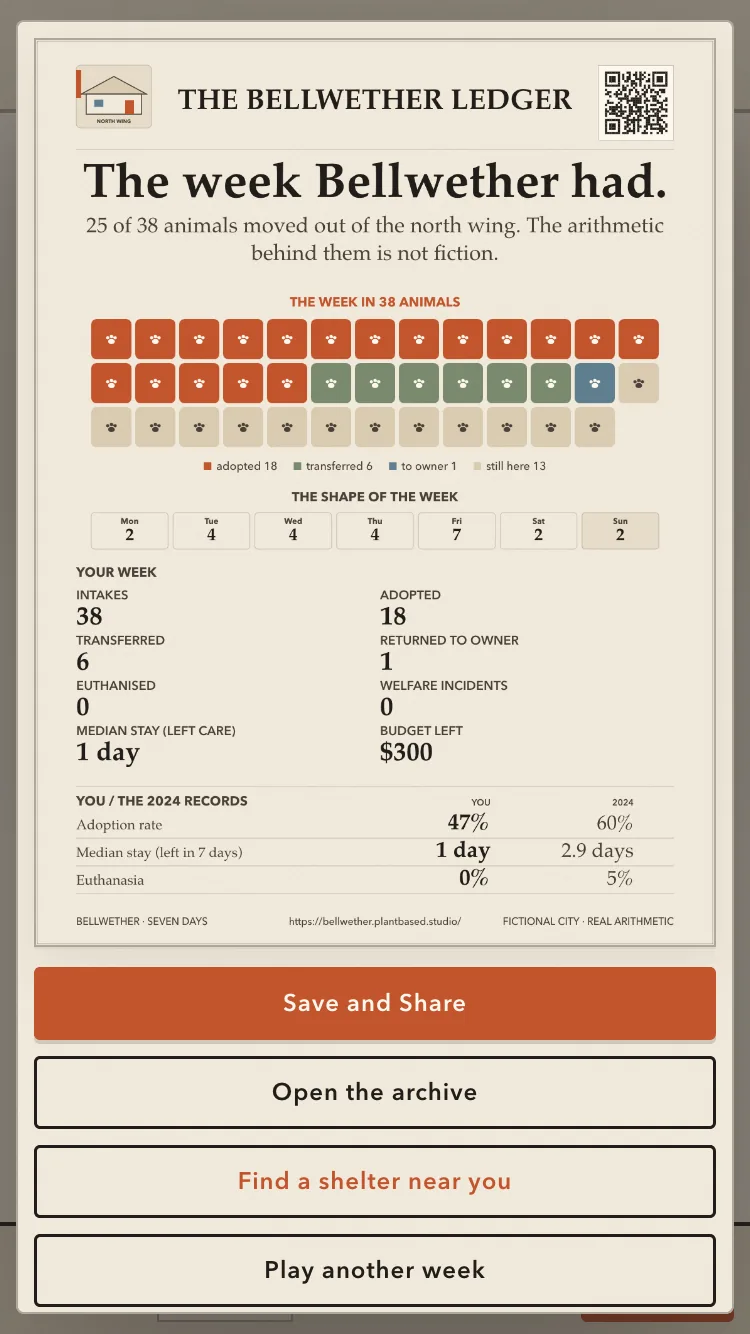 NORTH WING
THE BELLWETHER LEDGER
The week Bellwether had.
25 of 38 animals moved out of the north wing. The arithmetic
behind them is not fiction.
THE WEEK IN 38 ANIMALS
adopted 18 transferred 6 to owner 1 still here 13
THE SHAPE OF THE WEEK
Mon Tue Wed Thu Fri Sat Sun
2 4 4 4 7 2 2
YOUR WEEK
INTAKES ADOPTED
38 18
TRANSFERRED RETURNED TO OWNER
6 1
EUTHANISED WELFARE INCIDENTS
0 0
MEDIAN STAY (LEFT CARE) BUDGET LEFT
1 day $300
YOU / THE 2024 RECORDS YOU 2024
Adoption rate 47% 60%
Median stay (left in 7 days) 1 day 2.9 days
Euthanasia 0% 5%
BELLWETHER · SEVEN DAYS https://bellwether.plantbased.studio/ FICTIONAL CITY · REAL ARITHMETIC
Save and Share
Open the archive
Find a shelter near you
Play another week